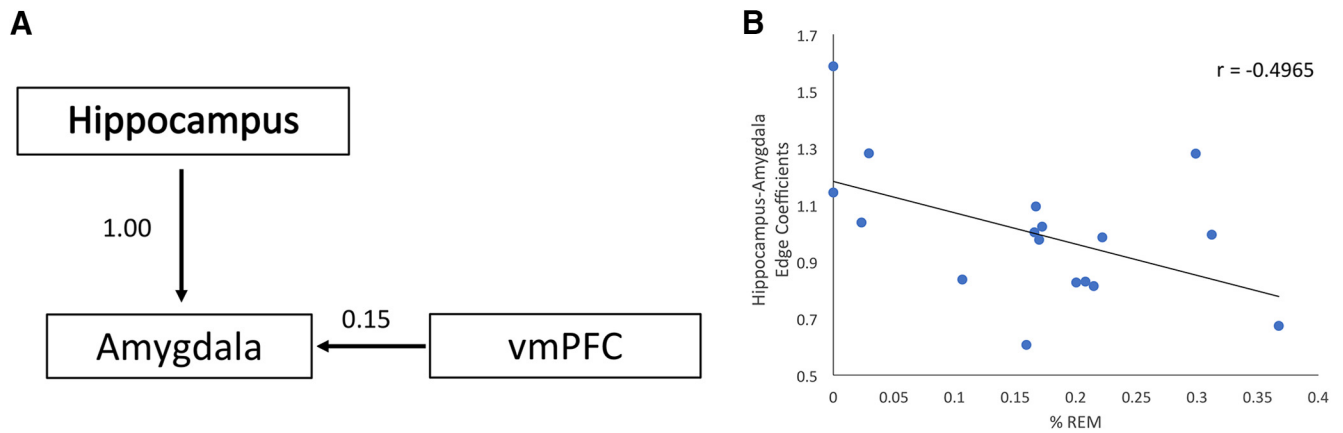 A
Hippocampus
1.00
Amygdala
0.15
vmPFC
B
r = -0.4965
Hippocampus-Amygdala
Edge Coefficients
1.7
1.5
1.3
1.1
0.9
0.7
0.5
0 0.05 0.1 0.15 0.2 0.25 0.3 0.35 0.4
% REM